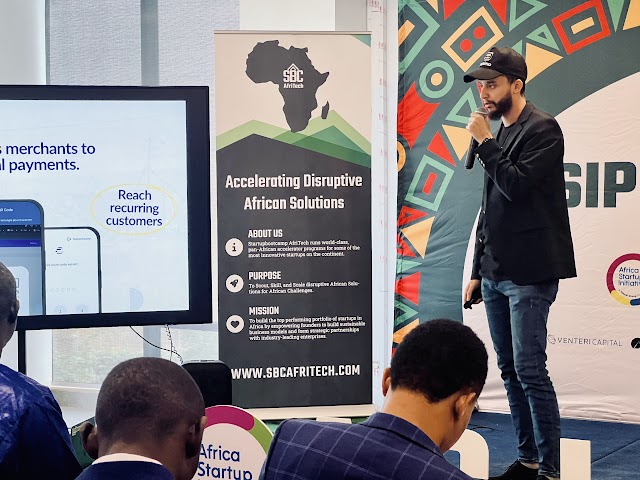 s merchants to
l payments.
Reach
recurring
customers
SBC
AfriTech
Accelerating Disruptive
African Solutions
ABOUT US
Startupbootcamp AfriTech runs world-class,
pan-African accelerator programs for some of the
most innovative startups on the continent.
PURPOSE
To Scout, Skill, and Scale disruptive African Solu-
tions for African Challenges.
MISSION
To build the top performing portfolio of startups in
Africa by empowering founders to build sustainable
business models and form strategic partnerships
with industry-leading enterprises.
WWW.SBCAFRITECH.COM
SIP
Africa
Startup
Initiative
VENTERI CAPITAL
Africa
Startup